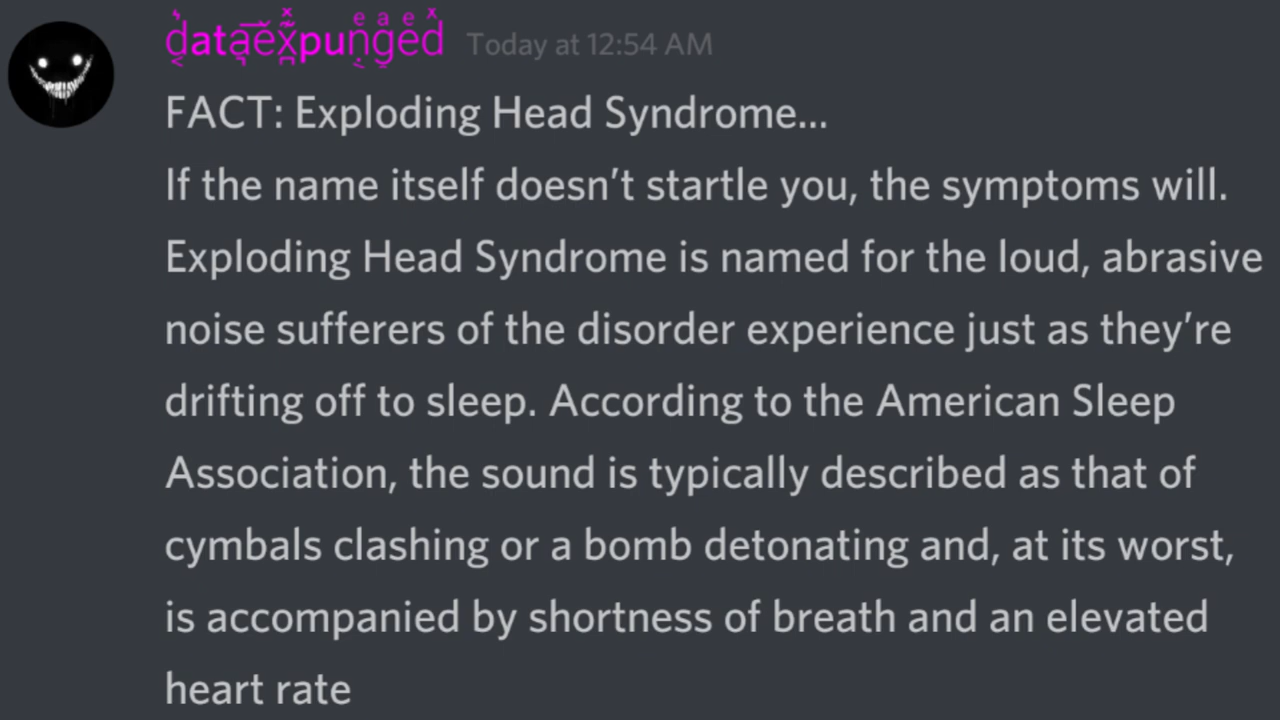 dataexpunged Today at 12:54 AM
FACT: Exploding Head Syndrome...
If the name itself doesn't startle you, the symptoms will.
Exploding Head Syndrome is named for the loud, abrasive
noise sufferers of the disorder experience just as they're
drifting off to sleep. According to the American Sleep
Association, the sound is typically described as that of
cymbals clashing or a bomb detonating and, at its worst,
is accompanied by shortness of breath and an elevated
heart rate